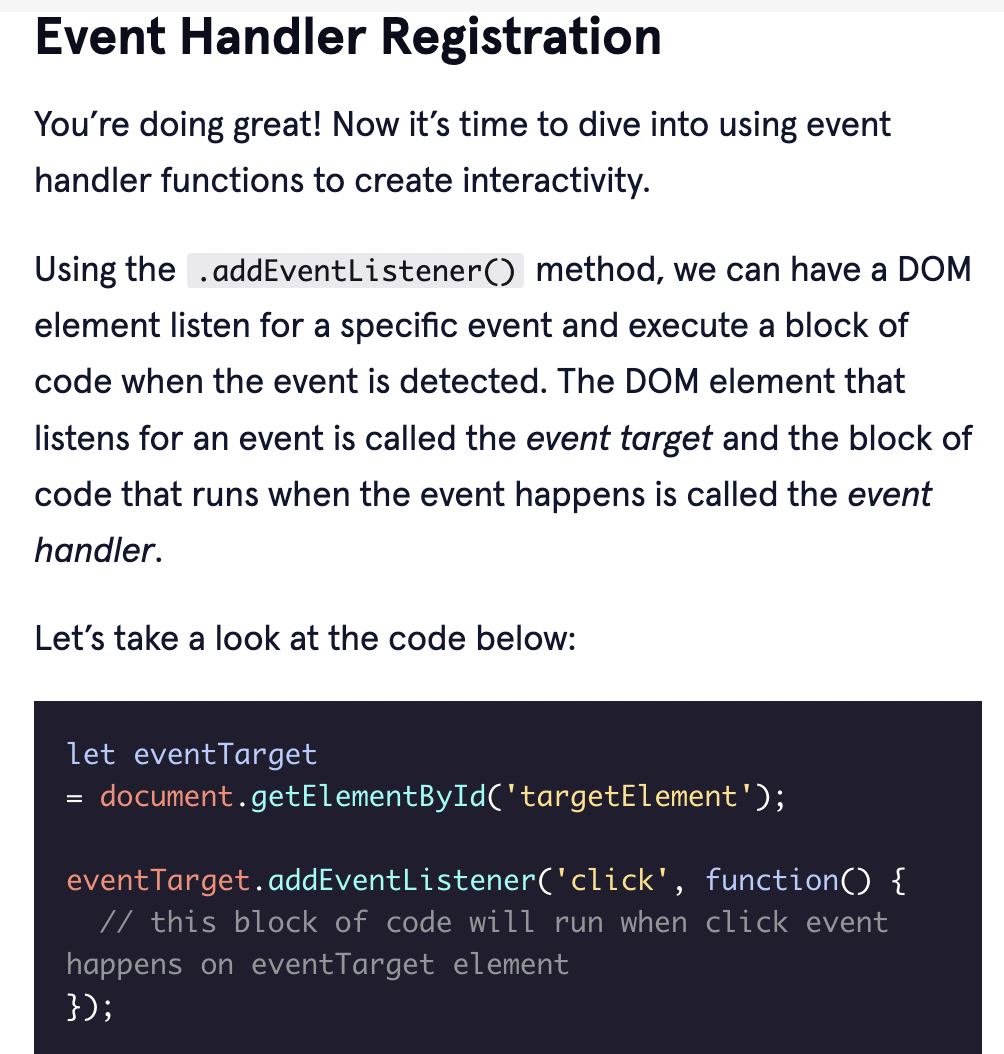 Event Handler Registration
You’re doing great! Now it’s time to dive into using event
handler functions to create interactivity.
Using the .addEventListener() method, we can have a DOM
element listen for a specific event and execute a block of
code when the event is detected. The DOM element that
listens for an event is called the event target and the block of
code that runs when the event happens is called the event
handler.
Let’s take a look at the code below:
let eventTarget
= document.getElementById('targetElement');
eventTarget.addEventListener('click', function() {
  // this block of code will run when click event
happens on eventTarget element
});